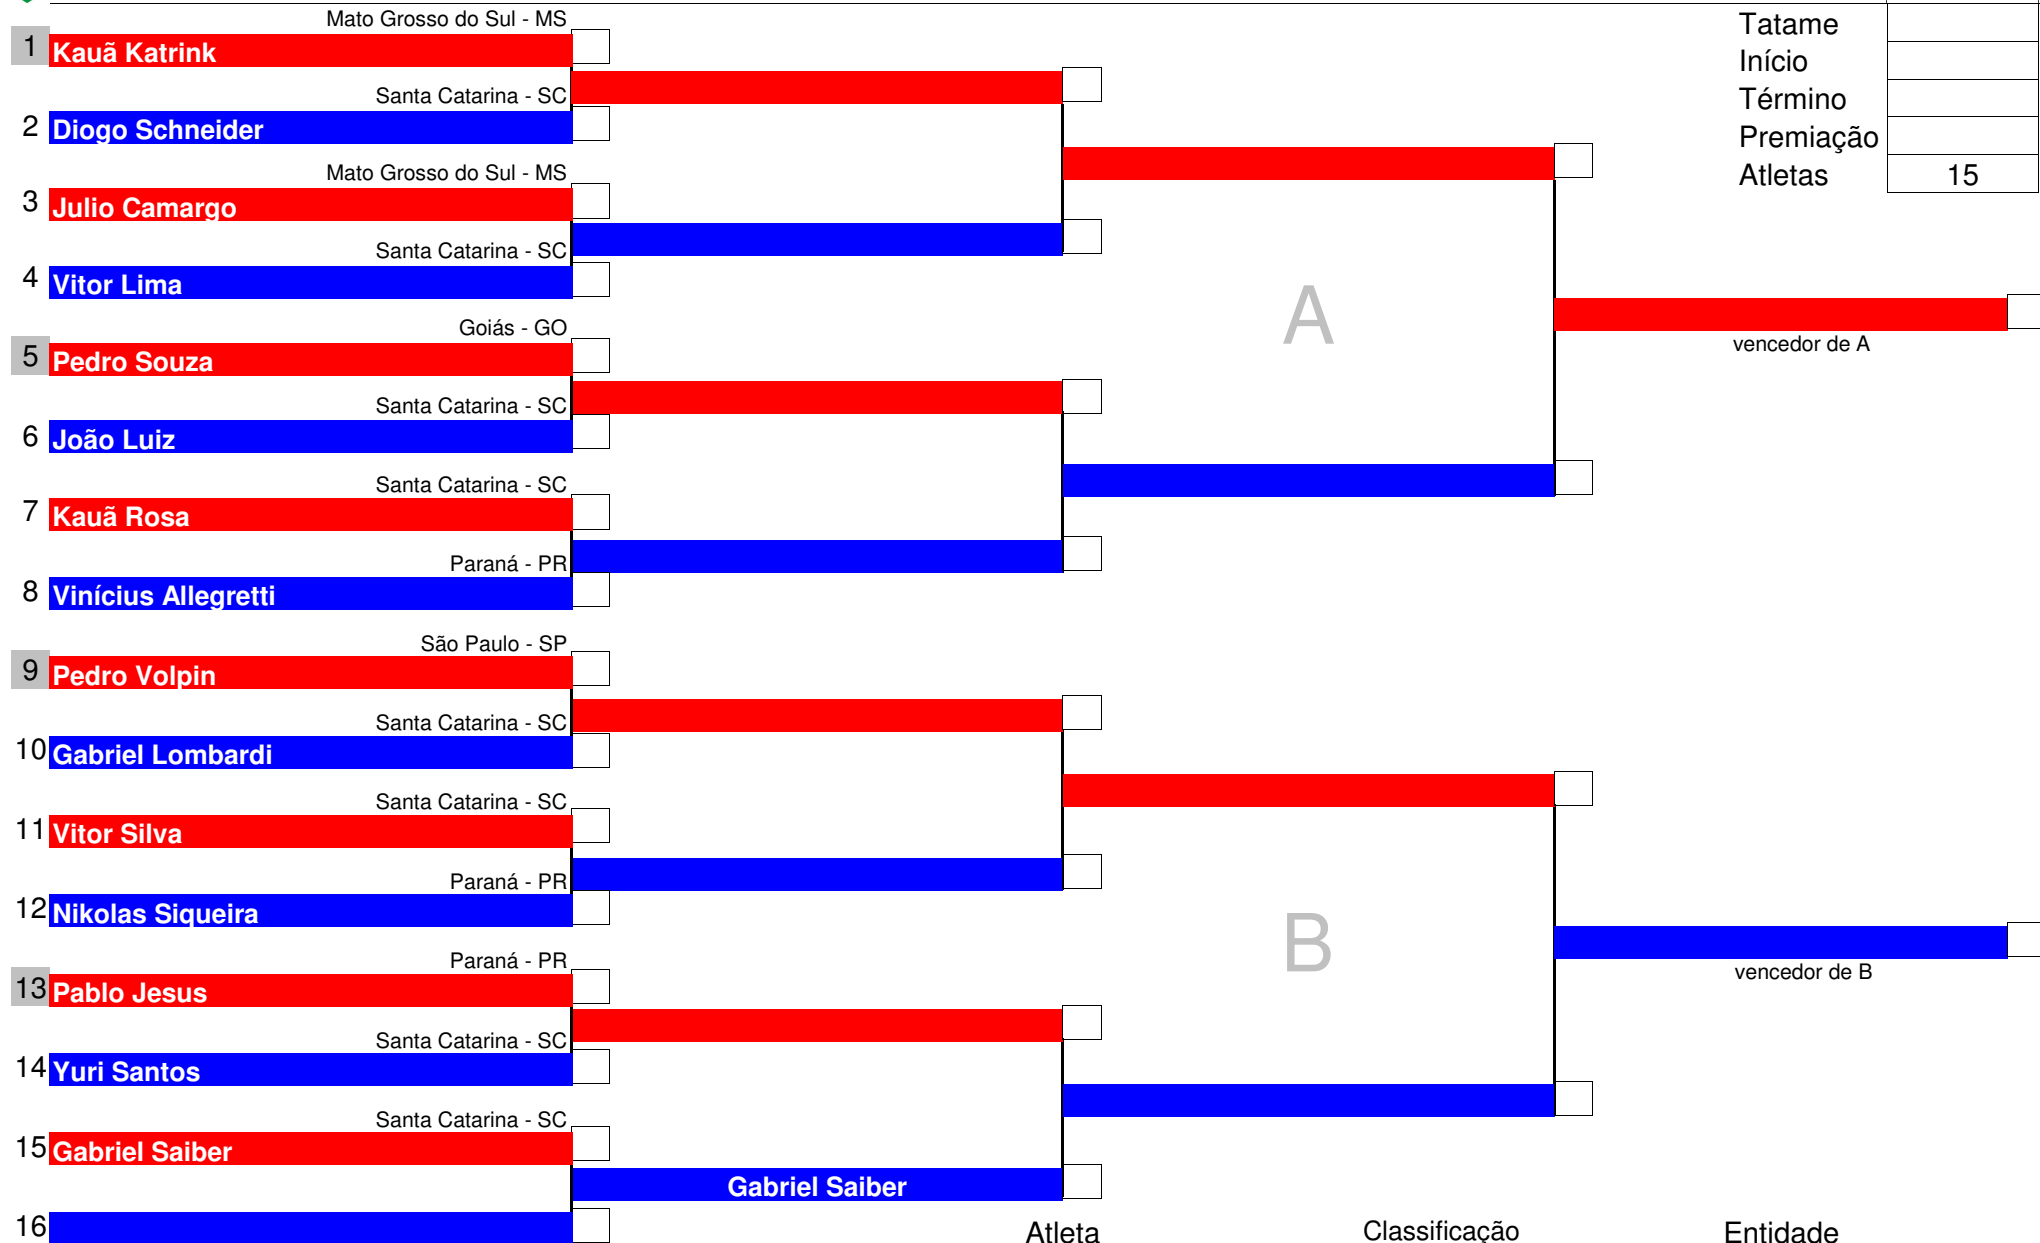 Mato Grosso do Sul - MS
1 Kauã Katrink
Santa Catarina - SC
2 Diogo Schneider
Mato Grosso do Sul - MS
3 Julio Camargo
Santa Catarina - SC
4 Vitor Lima
Goiás - GO
5 Pedro Souza
Santa Catarina - SC
6 João Luiz
Santa Catarina - SC
7 Kauã Rosa
Paraná - PR
8 Vinícius Allegretti
São Paulo - SP
9 Pedro Volpin
Santa Catarina - SC
10 Gabriel Lombardi
Santa Catarina - SC
11 Vitor Silva
Paraná - PR
12 Nikolas Siqueira
Paraná - PR
13 Pablo Jesus
Santa Catarina - SC
14 Yuri Santos
Santa Catarina - SC
15 Gabriel Saiber
16
Gabriel Saiber
A
B
Tatame
Início
Término
Premiação
Atletas 15
vencedor de A
vencedor de B
Atleta Classificação Entidade